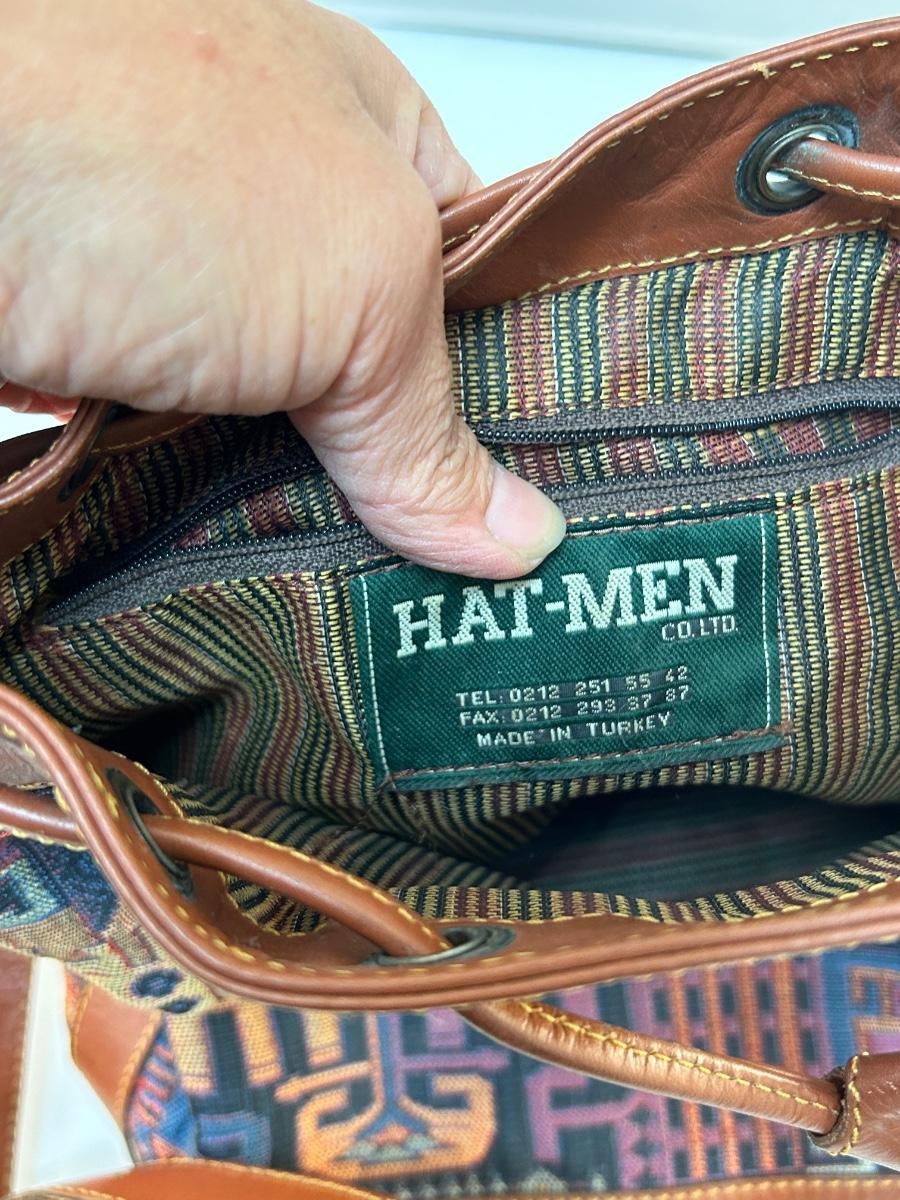 HAT-MEN
CO.LTD.
TEL:0212 251 55 42
FAX:0212 293 37 87
MADE IN TURKEY